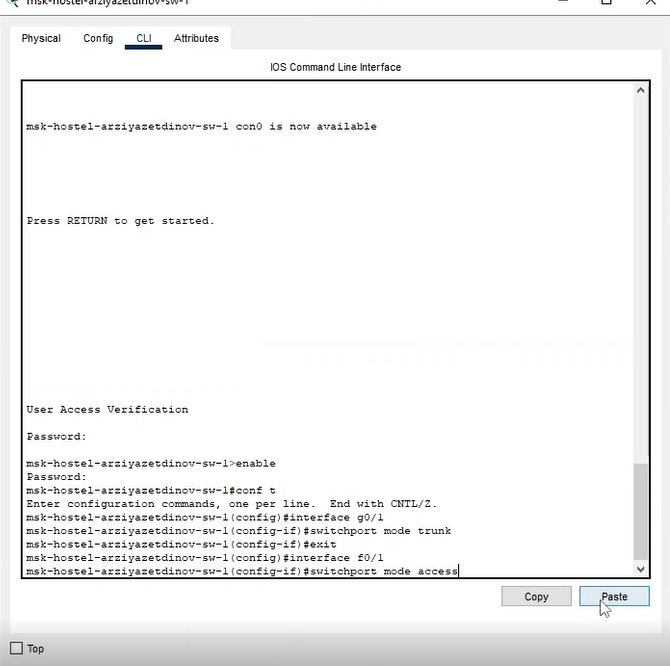 msk-hostel-arziyazetdinov-sw-1
Physical Config CLI Attributes
IOS Command Line Interface
msk-hostel-arziyazetdinov-sw-1 con0 is now available
Press RETURN to get started.
User Access Verification
Password:
msk-hostel-arziyazetdinov-sw-1>enable
Password:
msk-hostel-arziyazetdinov-sw-1#conf t
Enter configuration commands, one per line.  End with CNTL/Z.
msk-hostel-arziyazetdinov-sw-1(config)#interface g0/1
msk-hostel-arziyazetdinov-sw-1(config-if)#switchport mode trunk
msk-hostel-arziyazetdinov-sw-1(config-if)#exit
msk-hostel-arziyazetdinov-sw-1(config)#interface f0/1
msk-hostel-arziyazetdinov-sw-1(config-if)#switchport mode access
Copy Paste
Top